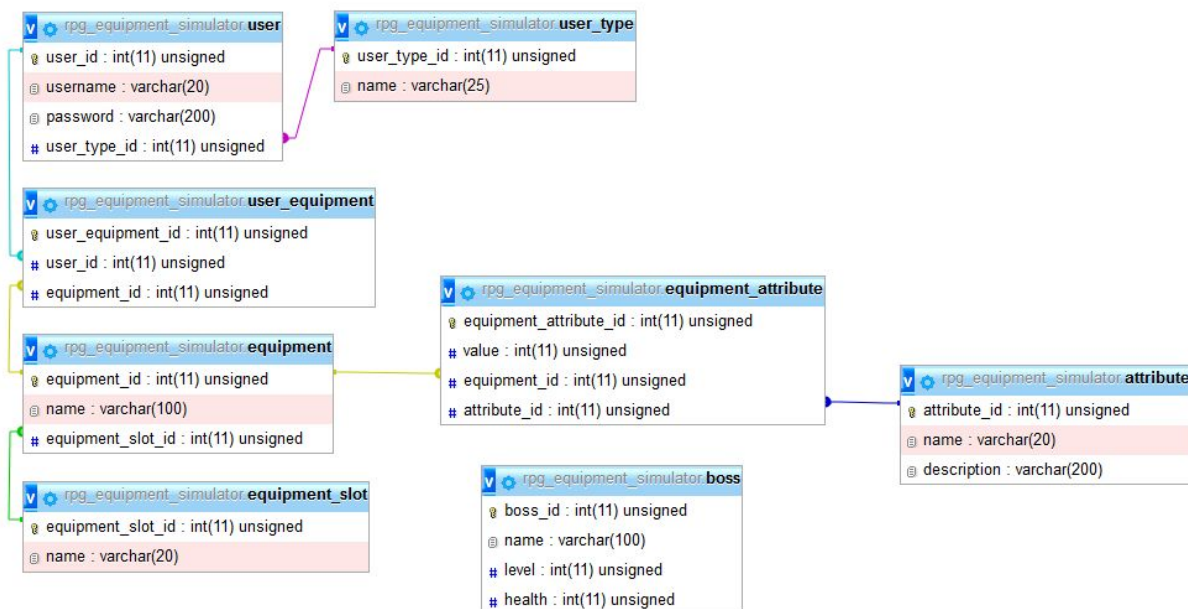 rpg_equipment_simulator.user
user_id : int(11) unsigned
username : varchar(20)
password : varchar(200)
user_type_id : int(11) unsigned
rpg_equipment_simulator.user_type
user_type_id : int(11) unsigned
name : varchar(25)
rpg_equipment_simulator.user_equipment
user_equipment_id : int(11) unsigned
user_id : int(11) unsigned
equipment_id : int(11) unsigned
rpg_equipment_simulator.equipment
equipment_id : int(11) unsigned
name : varchar(100)
equipment_slot_id : int(11) unsigned
rpg_equipment_simulator.equipment_slot
equipment_slot_id : int(11) unsigned
name : varchar(20)
rpg_equipment_simulator.equipment_attribute
equipment_attribute_id : int(11) unsigned
value : int(11) unsigned
equipment_id : int(11) unsigned
attribute_id : int(11) unsigned
rpg_equipment_simulator.attribute
attribute_id : int(11) unsigned
name : varchar(20)
description : varchar(200)
rpg_equipment_simulator.boss
boss_id : int(11) unsigned
name : varchar(100)
level : int(11) unsigned
health : int(11) unsigned